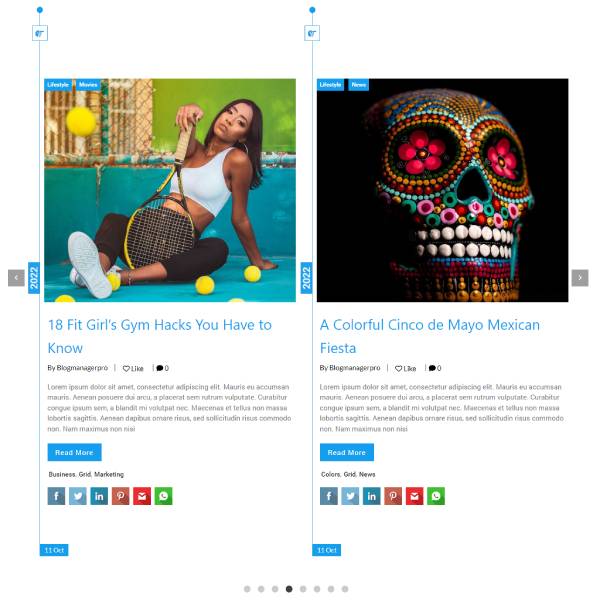 Lifestyle Movies
2022
18 Fit Girl's Gym Hacks You Have to
Know
By Blogmanagerpro | Like | 0
Lorem ipsum dolor sit amet, consectetur adipiscing elit. Mauris eu accumsan
mauris. Aenean posuere dui arcu, a placerat sem rutrum vulputate. Curabitur
congue ipsum sem, a blandit mi volutpat nec. Maecenas et tellus non massa
lobortis sagittis. Aenean dapibus ornare risus, sed sollicitudin risus commodo
non. Nam maximus non nisi
Read More
Business, Grid, Marketing
11 Oct
Lifestyle News
2022
A Colorful Cinco de Mayo Mexican
Fiesta
By Blogmanagerpro | Like | 0
Lorem ipsum dolor sit amet, consectetur adipiscing elit. Mauris eu accumsan
mauris. Aenean posuere dui arcu, a placerat sem rutrum vulputate. Curabitur
congue ipsum sem, a blandit mi volutpat nec. Maecenas et tellus non massa
lobortis sagittis. Aenean dapibus ornare risus, sed sollicitudin risus commodo
non. Nam maximus non nisi
Read More
Colors, Grid, News
11 Oct